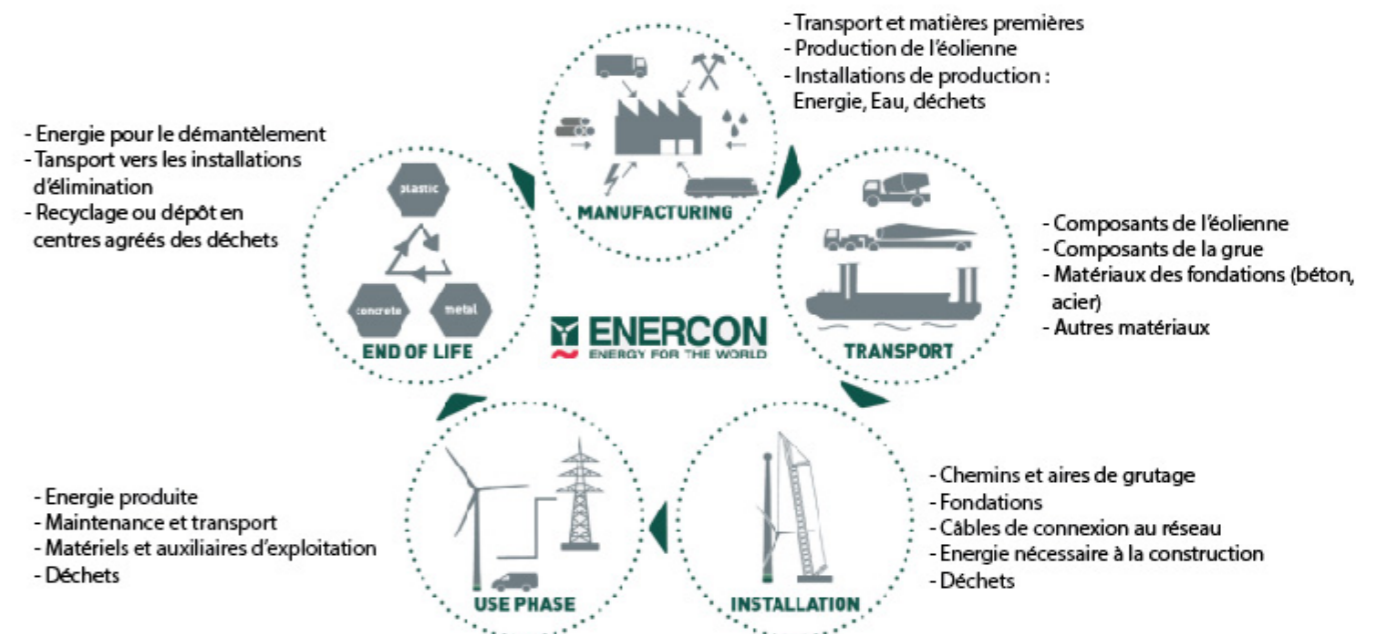 - Transport et matières premières
- Production de l'éolienne
- Installations de production :
Energie, Eau, déchets
MANUFACTURING
- Energie pour le démantèlement
- Tansport vers les installations
d'élimination
- Recyclage ou dépôt en
centres agréés des déchets
plastic
concrete
metal
END OF LIFE
ENERCON
ENERGY FOR THE WORLD
TRANSPORT
- Composants de l'éolienne
- Composants de la grue
- Matériaux des fondations (béton,
acier)
- Autres matériaux
- Energie produite
- Maintenance et transport
- Matériels et auxiliaires d'exploitation
- Déchets
USE PHASE
INSTALLATION
- Chemins et aires de grutage
- Fondations
- Câbles de connexion au réseau
- Energie nécessaire à la construction
- Déchets